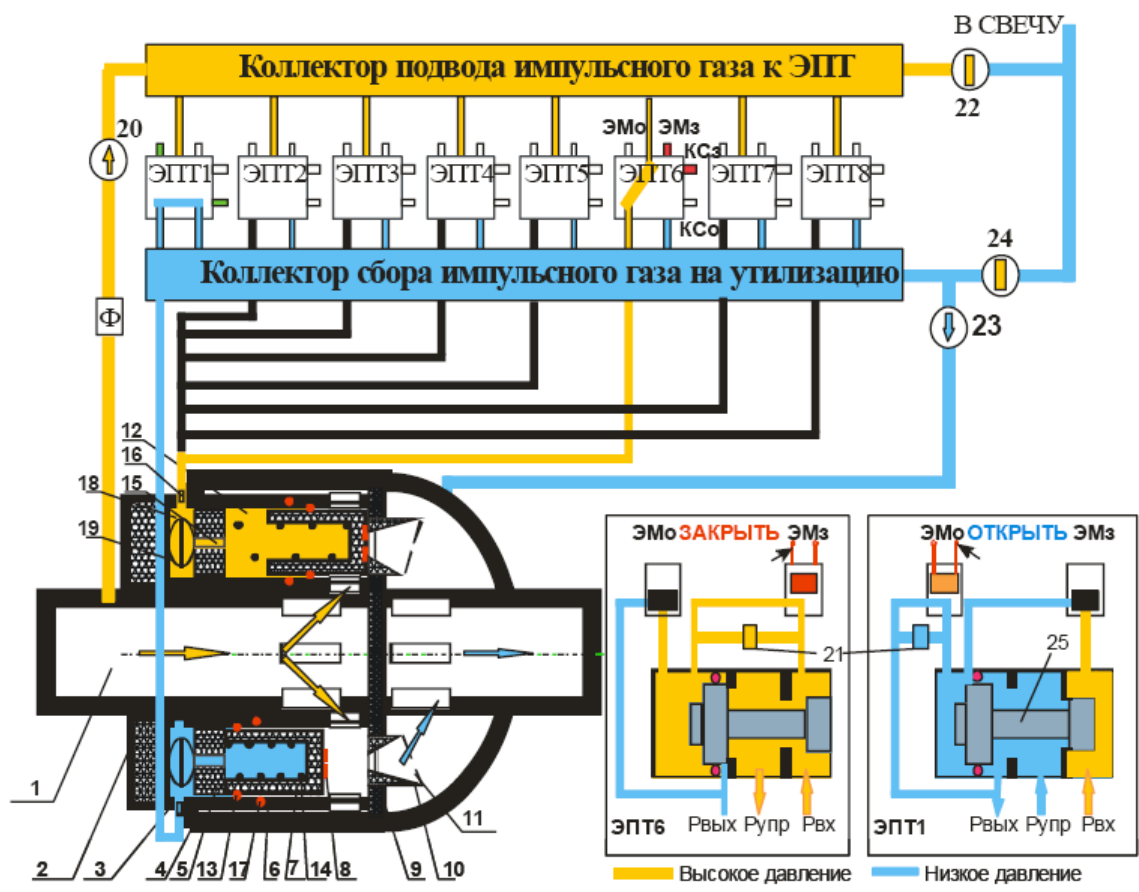 В СВЕЧУ
Коллектор подвода импульсного газа к ЭПТ
22
20
ЭМо ЭМз
КСз
ЭПТ1 ЭПТ2 ЭПТ3 ЭПТ4 ЭПТ5 ЭПТ6 ЭПТ7 ЭПТ8
КСо
24
Коллектор сбора импульсного газа на утилизацию
Ф
23
12
16
18 15
19
1
2 3 4 5 13 17 6 7 14 8 9 10
11
ЭМо ЗАКРЫТЬ ЭМз
21
ЭПТ6 Рвых Рупр Рвх
ЭМо ОТКРЫТЬ ЭМз
25
ЭПТ1 Рвых Рупр Рвх
Высокое давление Низкое давление